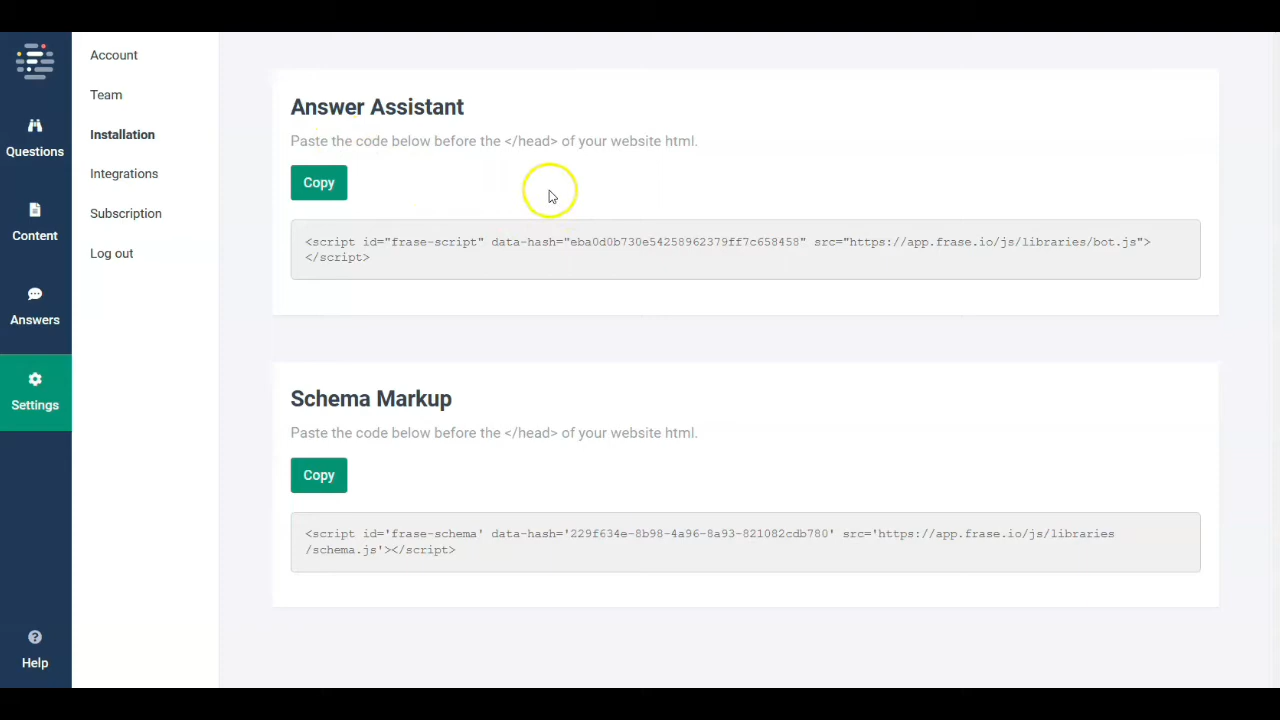 Questions
Content
Answers
Settings
Help
Account
Team
Installation
Integrations
Subscription
Log out
Answer Assistant
Paste the code below before the </head> of your website html.
Copy
<script id="frase-script" data-hash="eba0d0b730e54258962379ff7c658458" src="https://app.frase.io/js/libraries/bot.js">
</script>
Schema Markup
Paste the code below before the </head> of your website html.
Copy
<script id='frase-schema' data-hash='229f634e-8b98-4a96-8a93-821082cdb780' src='https://app.frase.io/js/libraries
/schema.js'></script>